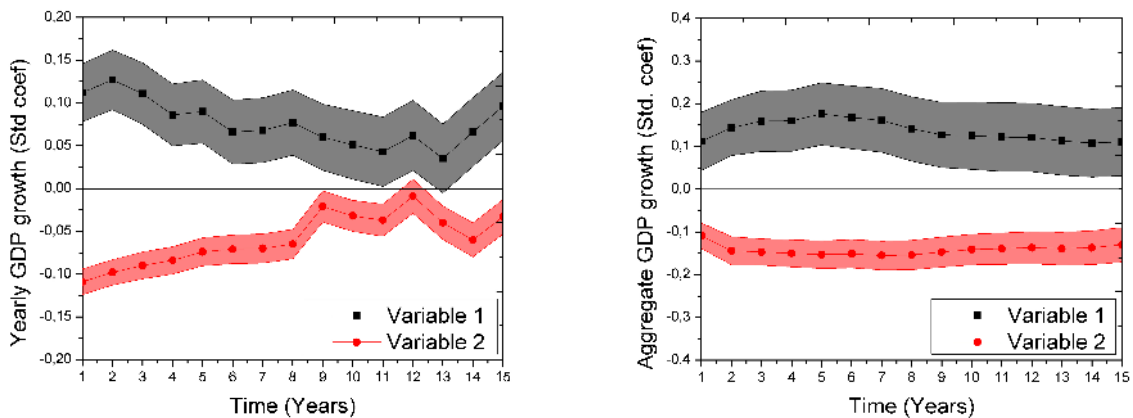 Yearly GDP growth (Std coef)
0,20
0,15
0,10
0,05
0,00
-0,05
-0,10
-0,15
-0,20
Variable 1
Variable 2
1 2 3 4 5 6 7 8 9 10 11 12 13 14 15
Time (Years)
Aggregate GDP growth (Std. coef)
0,4
0,3
0,2
0,1
0,0
-0,1
-0,2
-0,3
-0,4
Variable 1
Variable 2
1 2 3 4 5 6 7 8 9 10 11 12 13 14 15
Time (Years)